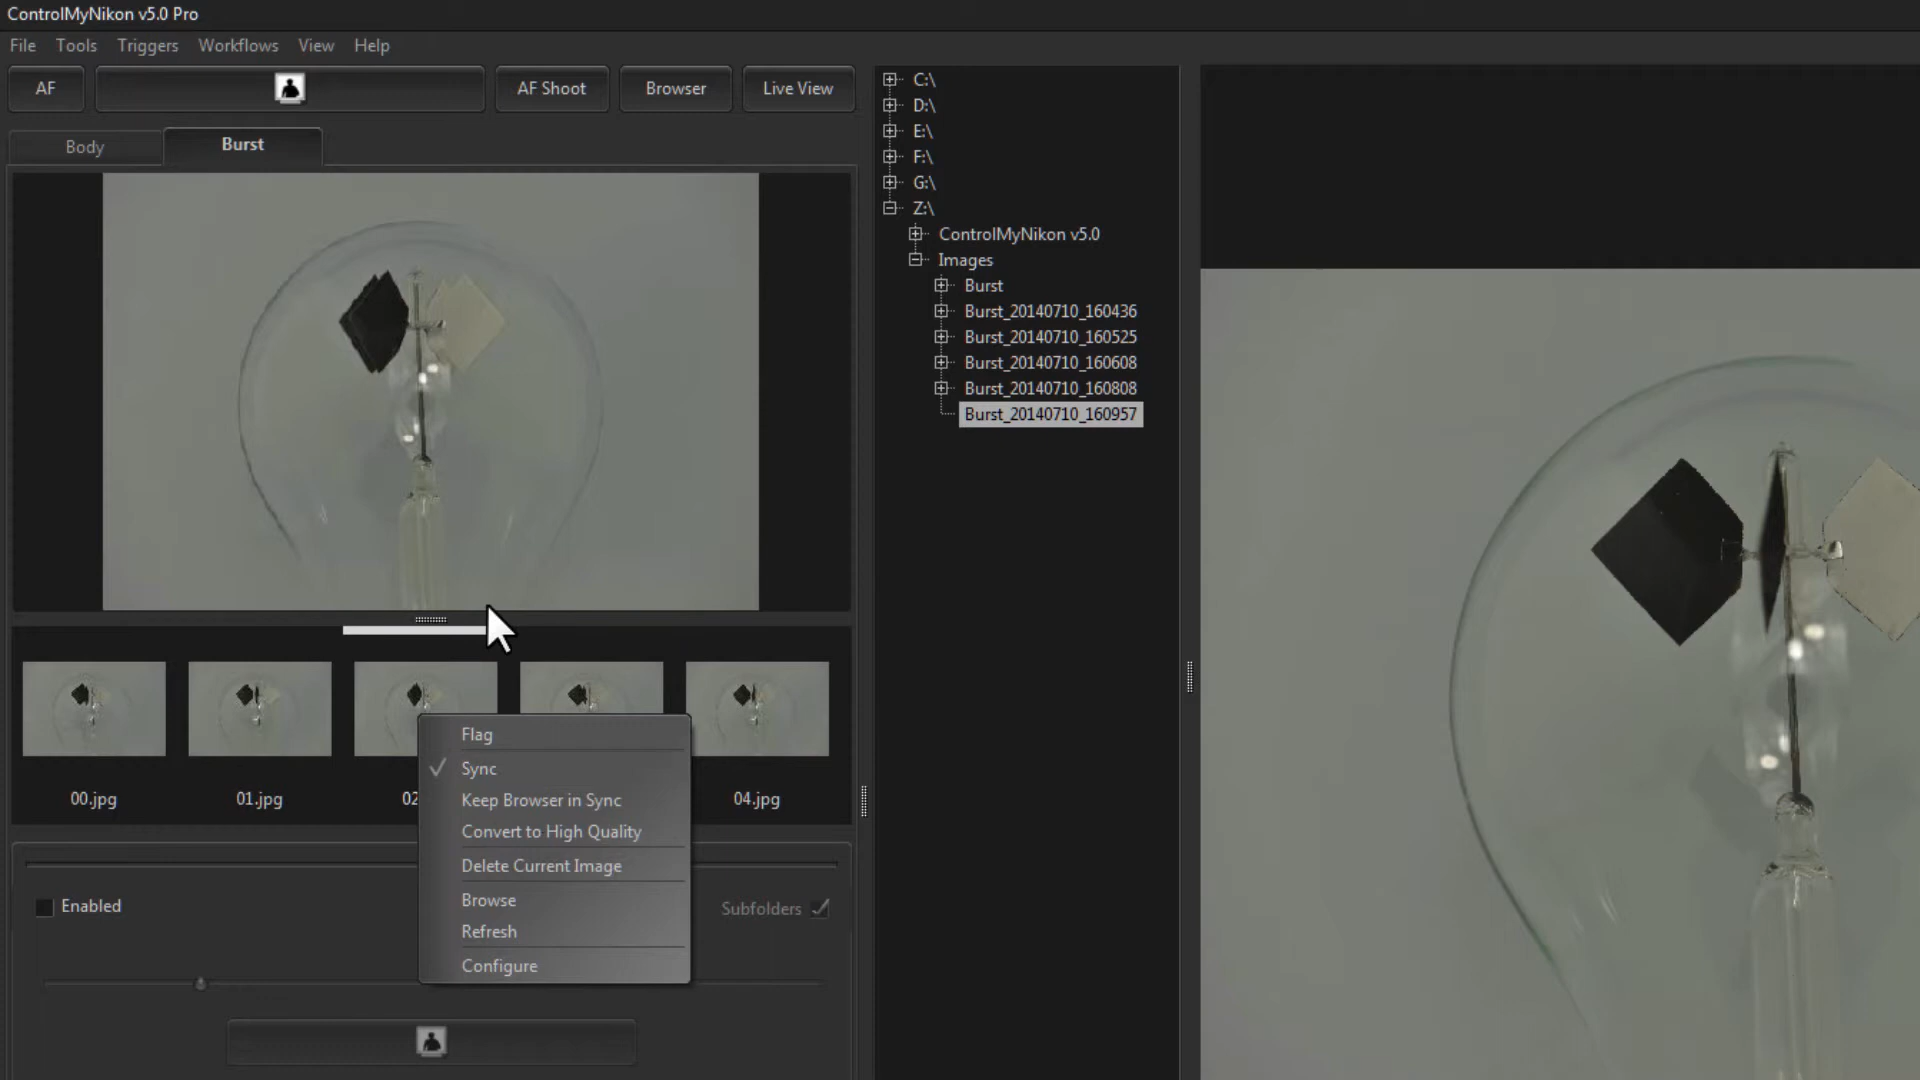 ControlMyNikon v5.0 Pro
File Tools Triggers Workflows View Help
AF AF Shoot Browser Live View
Body Burst
C:\
D:\
E:\
F:\
G:\
Z:\
ControlMyNikon v5.0
Images
Burst
Burst_20140710_160436
Burst_20140710_160525
Burst_20140710_160608
Burst_20140710_160808
Burst_20140710_160957
00.jpg 01.jpg 02 04.jpg
Flag
Sync
Keep Browser in Sync
Convert to High Quality
Delete Current Image
Browse
Refresh
Configure
Enabled
Subfolders